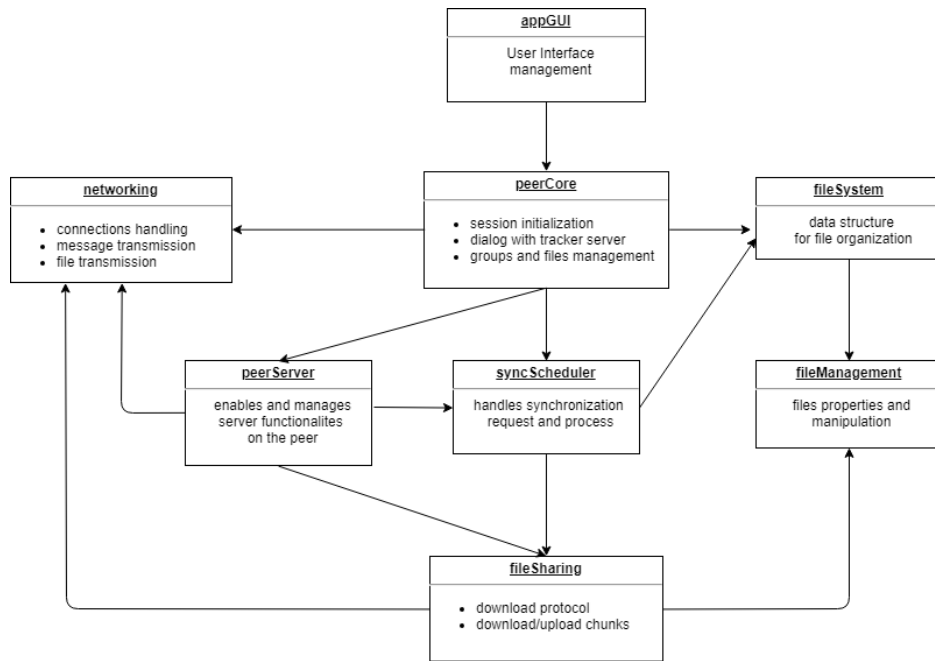 appGUI
User Interface
management
networking
• connections handling
• message transmission
• file transmission
peerCore
• session initialization
• dialog with tracker server
• groups and files management
fileSystem
data structure
for file organization
peerServer
enables and manages
server functionalites
on the peer
syncScheduler
handles synchronization
request and process
fileManagement
files properties and
manipulation
fileSharing
• download protocol
• download/upload chunks